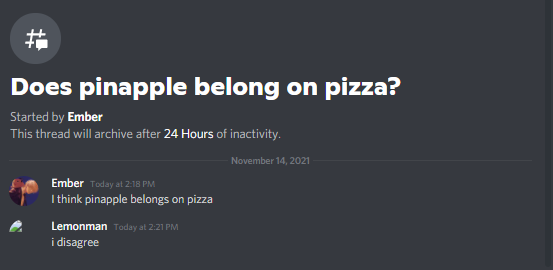 Does pinapple belong on pizza?
Started by Ember
This thread will archive after 24 Hours of inactivity.
November 14, 2021
Ember Today at 2:18 PM
I think pinapple belongs on pizza
Lemonman Today at 2:21 PM
i disagree